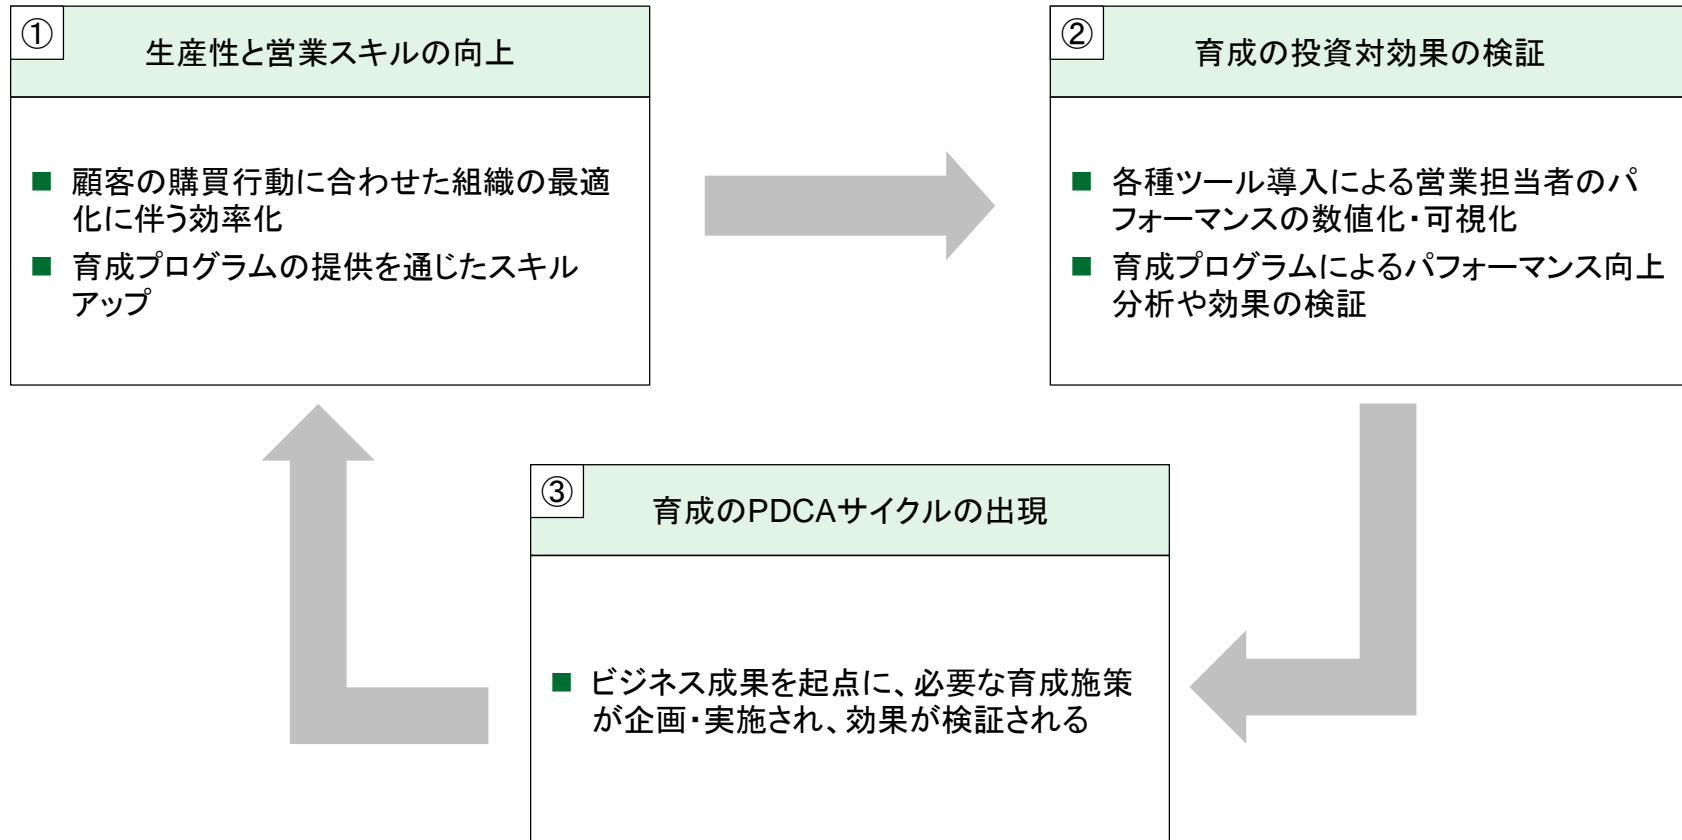 ①
生産性と営業スキルの向上
■ 顧客の購買行動に合わせた組織の最適
化に伴う効率化
■ 育成プログラムの提供を通じたスキル
アップ
②
育成の投資対効果の検証
■ 各種ツール導入による営業担当者のパ
フォーマンスの数値化・可視化
■ 育成プログラムによるパフォーマンス向上
分析や効果の検証
③
育成のPDCAサイクルの出現
■ ビジネス成果を起点に、必要な育成施策
が企画・実施され、効果が検証される